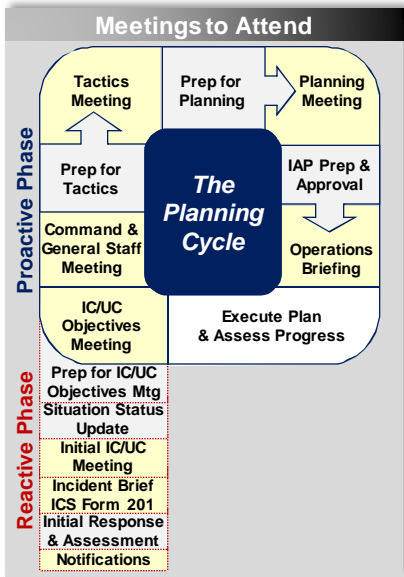 Meetings to Attend
Tactics
Meeting
Prep for
Planning
Planning
Meeting
Prep for
Tactics
The
Planning
Cycle
IAP Prep &
Approval
Command &
General Staff
Meeting
Operations
Briefing
IC/UC
Objectives
Meeting
Execute Plan
& Assess Progress
Proactive Phase
Prep for IC/UC
Objectives Mtg
Situation Status
Update
Initial IC/UC
Meeting
Incident Brief
ICS Form 201
Initial Response
& Assessment
Notifications
Reactive Phase